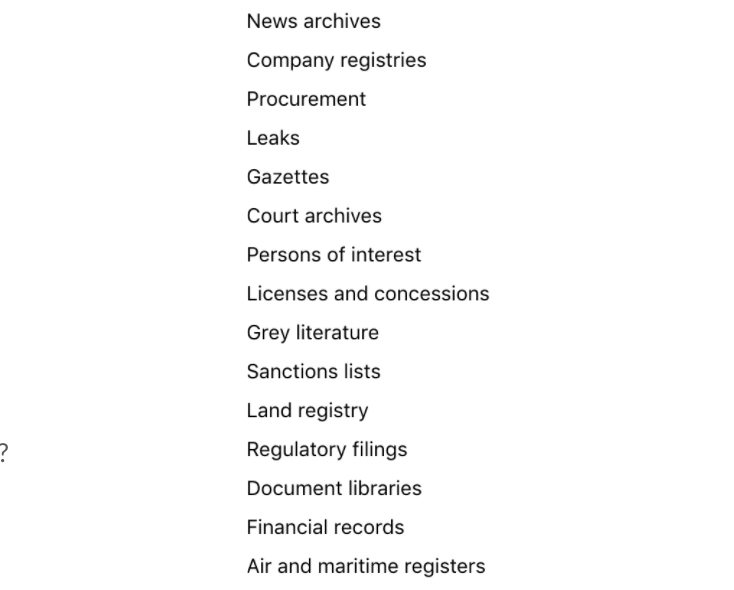 News archives
Company registries
Procurement
Leaks
Gazettes
Court archives
Persons of interest
Licenses and concessions
Grey literature
Sanctions lists
Land registry
?
Regulatory filings
Document libraries
Financial records
Air and maritime registers